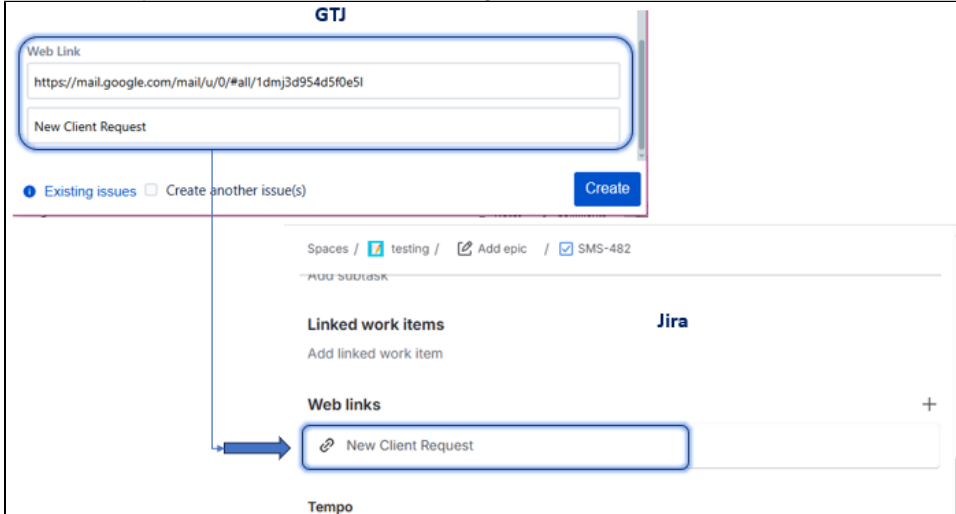 GTJ
Web Link
https://mail.google.com/mail/u/0/#all/1dmj3d954d5f0e5l
New Client Request
Existing issues Create another issue(s) Create
Spaces / testing / Add epic / SMS-482
Add subtask
Linked work items Jira
Add linked work item
Web links
New Client Request
Tempo